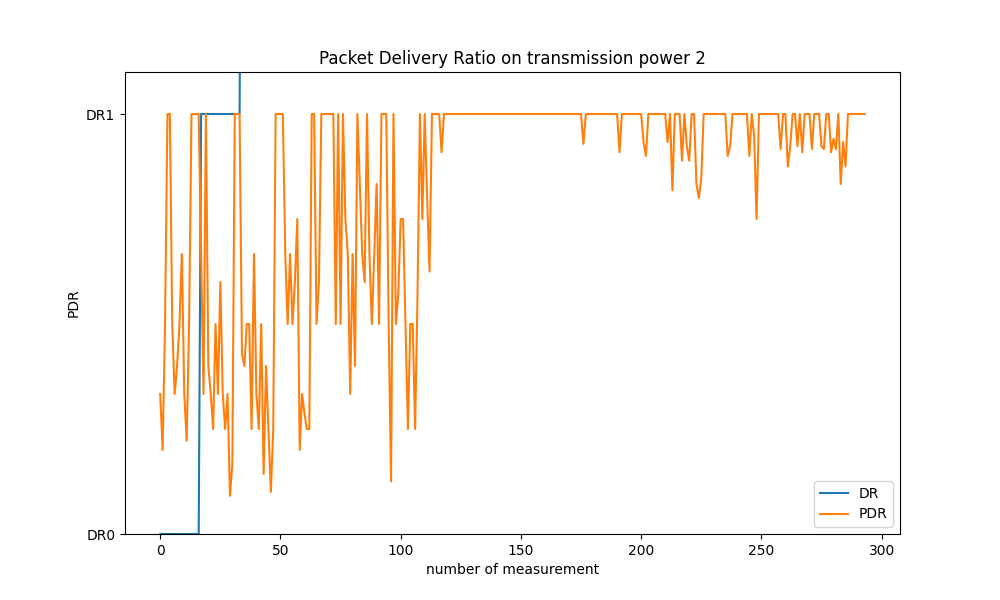 Packet Delivery Ratio on transmission power 2
DR1
PDR
DR0
0 50 100 150 200 250 300
number of measurement
DR
PDR